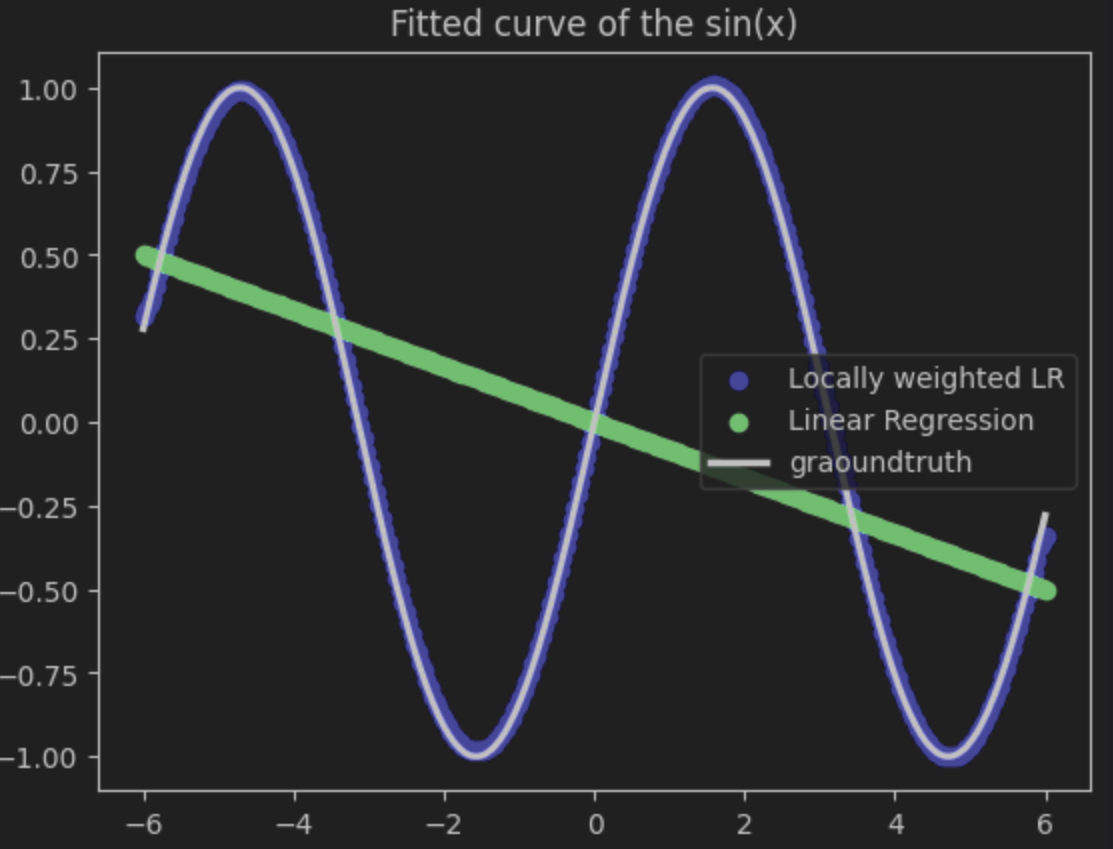 Fitted curve of the sin(x)
1.00
0.75
0.50
0.25
0.00
−0.25
−0.50
−0.75
−1.00
Locally weighted LR
Linear Regression
graoundtruth
−6 −4 −2 0 2 4 6